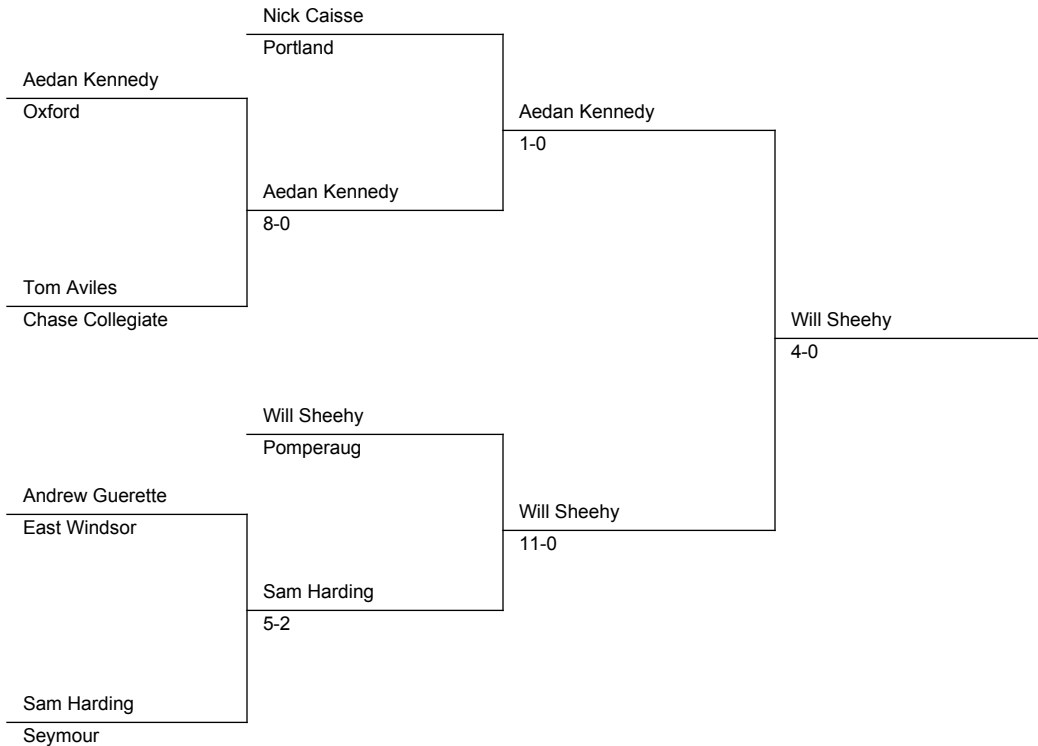 Nick Caisse
Portland
Aedan Kennedy
Oxford
Aedan Kennedy
1-0
Aedan Kennedy
8-0
Tom Aviles
Chase Collegiate
Will Sheehy
4-0
Will Sheehy
Pomperaug
Andrew Guerette
East Windsor
Will Sheehy
11-0
Sam Harding
5-2
Sam Harding
Seymour